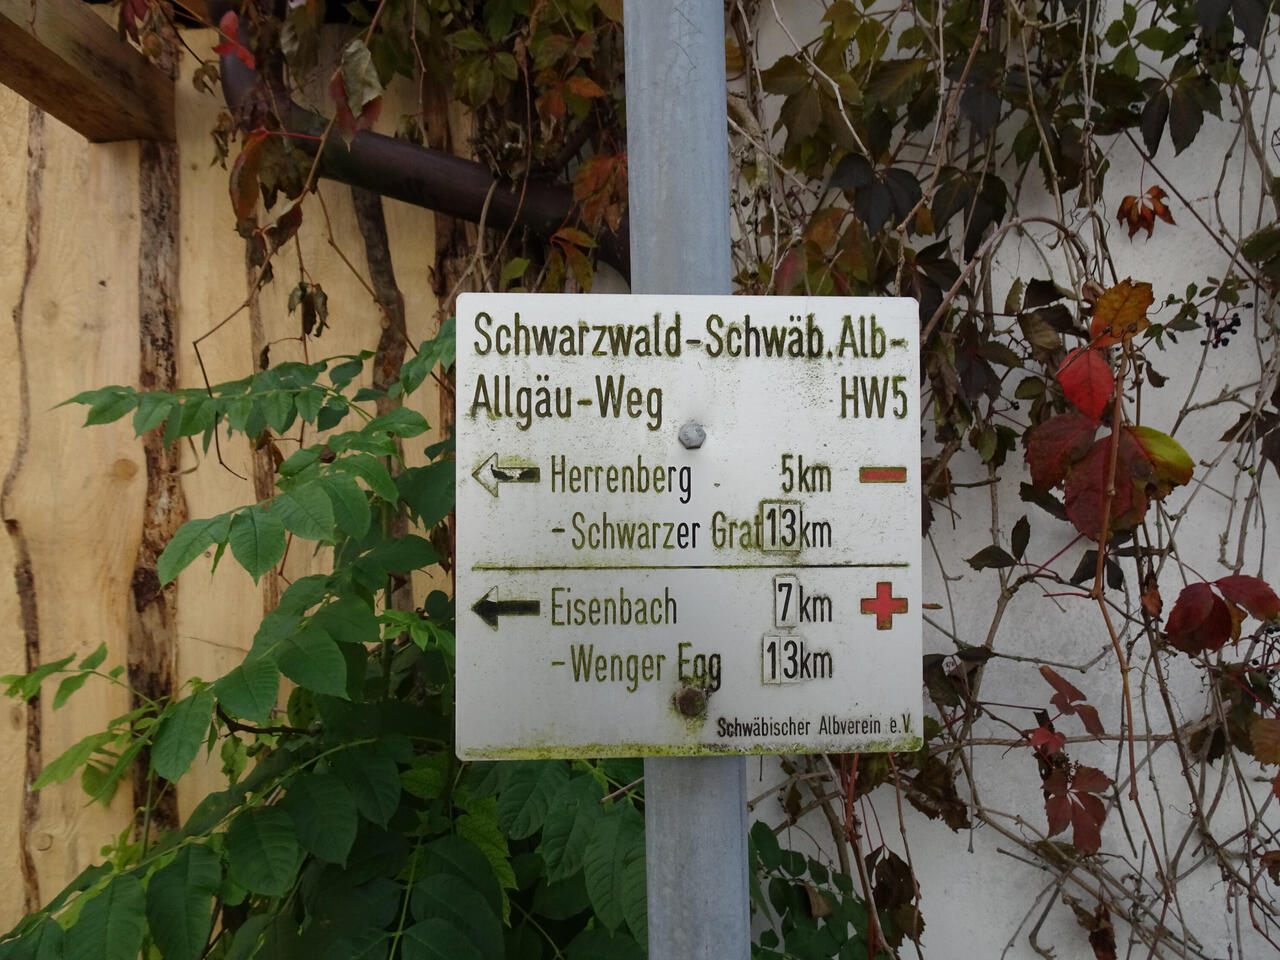 Schwarzwald-Schwäb.Alb-
Allgäu-Weg HW5
Herrenberg 5km
-Schwarzer Grat 13km
Eisenbach 7km
-Wenger Egg 13km
Schwäbischer Albverein e.V.